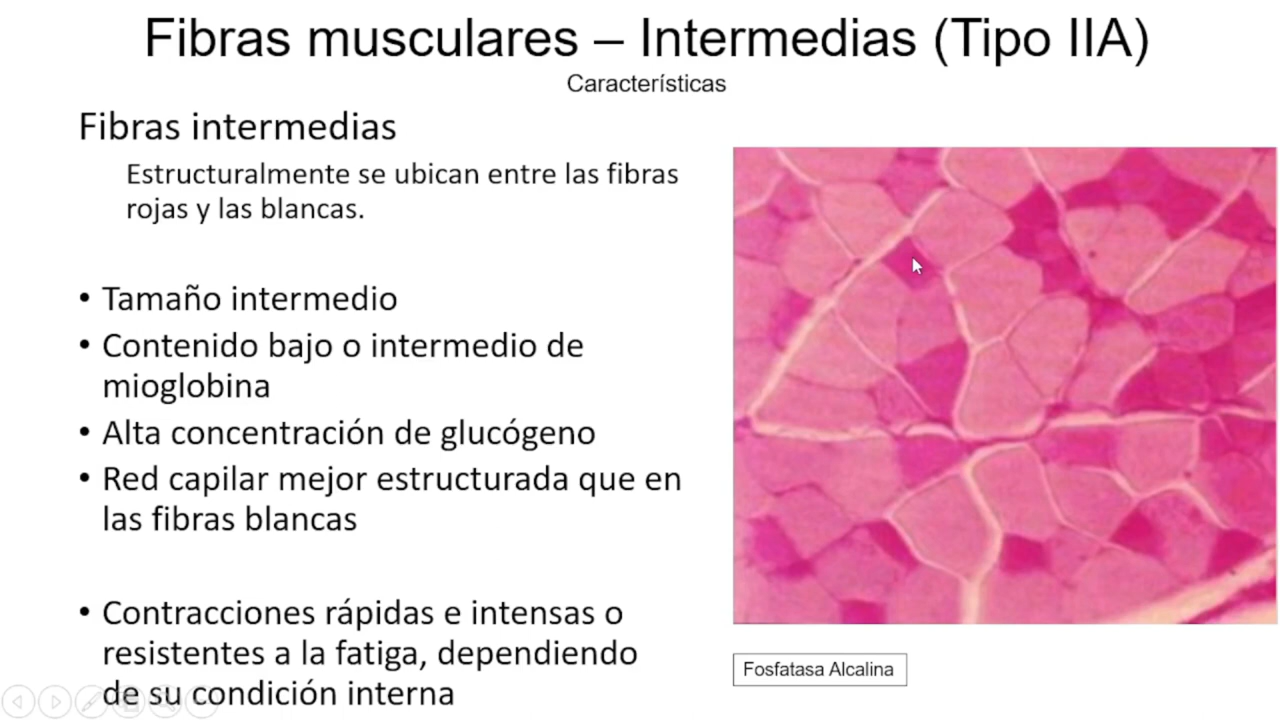 Fibras musculares – Intermedias (Tipo IIA)
Características
Fibras intermedias
Estructuralmente se ubican entre las fibras
rojas y las blancas.
• Tamaño intermedio
• Contenido bajo o intermedio de
mioglobina
• Alta concentración de glucógeno
• Red capilar mejor estructurada que en
las fibras blancas
• Contracciones rápidas e intensas o
resistentes a la fatiga, dependiendo
de su condición interna
Fosfatasa Alcalina